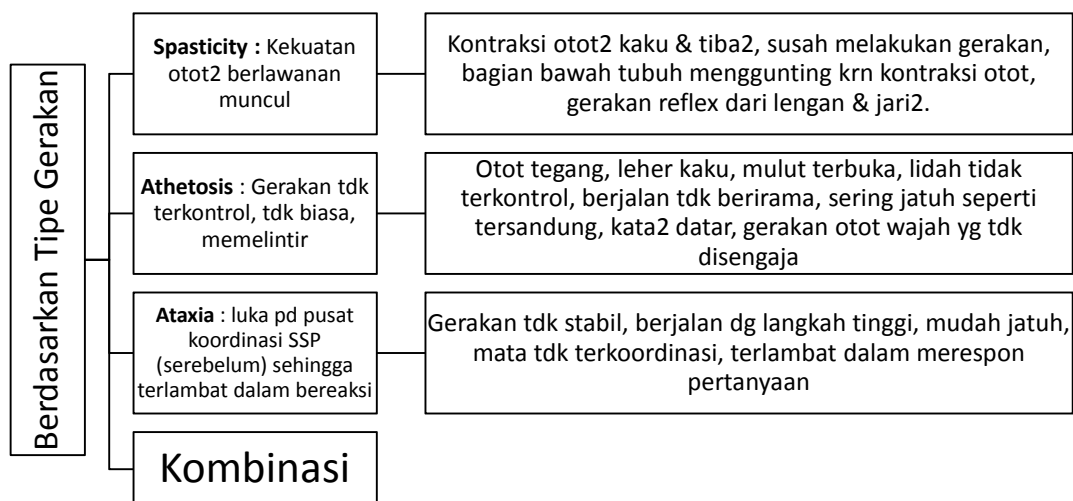 Berdasarkan Tipe Gerakan
Spasticity : Kekuatan
otot2 berlawanan
muncul
Kontraksi otot2 kaku & tiba2, susah melakukan gerakan,
bagian bawah tubuh menggunting krn kontraksi otot,
gerakan reflex dari lengan & jari2.
Athetosis : Gerakan tdk
terkontrol, tdk biasa,
memelintir
Otot tegang, leher kaku, mulut terbuka, lidah tidak
terkontrol, berjalan tdk berirama, sering jatuh seperti
tersandung, kata2 datar, gerakan otot wajah yg tdk
disengaja
Ataxia : luka pd pusat
koordinasi SSP
(serebelum) sehingga
terlambat dalam bereaksi
Gerakan tdk stabil, berjalan dg langkah tinggi, mudah jatuh,
mata tdk terkoordinasi, terlambat dalam merespon
pertanyaan
Kombinasi